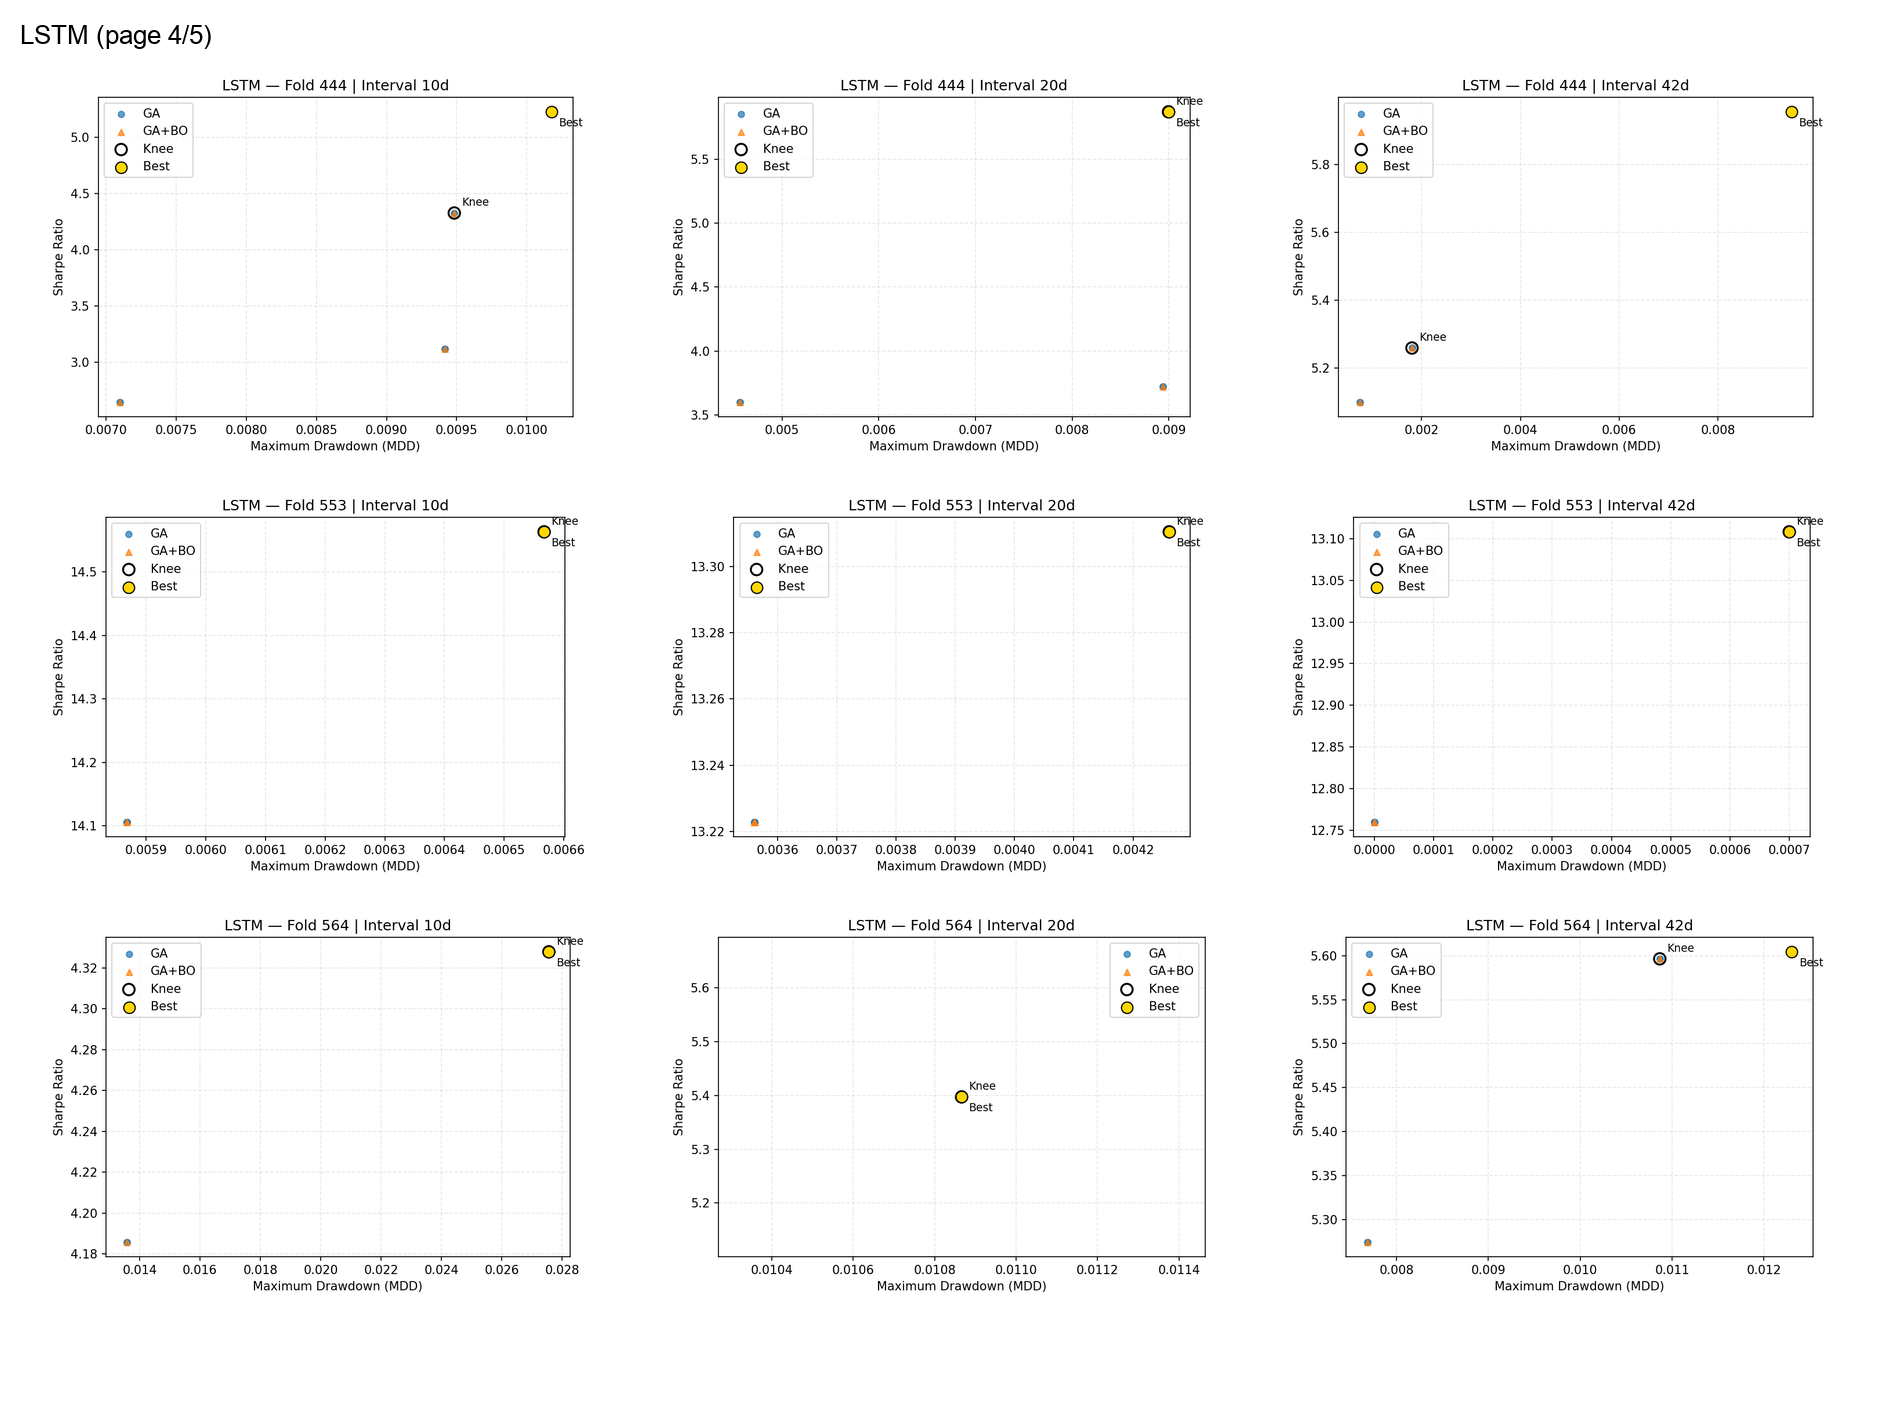 LSTM (page 4/5)
LSTM — Fold 444 | Interval 10d
GA
GA+BO
Knee
Best
Best
Knee
5.0
4.5
4.0
3.5
3.0
Sharpe Ratio
0.0070 0.0075 0.0080 0.0085 0.0090 0.0095 0.0100
Maximum Drawdown (MDD)
LSTM — Fold 444 | Interval 20d
GA
GA+BO
Knee
Best
Knee
Best
5.5
5.0
4.5
4.0
3.5
Sharpe Ratio
0.005 0.006 0.007 0.008 0.009
Maximum Drawdown (MDD)
LSTM — Fold 444 | Interval 42d
GA
GA+BO
Knee
Best
Best
Knee
5.8
5.6
5.4
5.2
Sharpe Ratio
0.002 0.004 0.006 0.008
Maximum Drawdown (MDD)
LSTM — Fold 553 | Interval 10d
GA
GA+BO
Knee
Best
Knee
Best
14.5
14.4
14.3
14.2
14.1
Sharpe Ratio
0.0059 0.0060 0.0061 0.0062 0.0063 0.0064 0.0065 0.0066
Maximum Drawdown (MDD)
LSTM — Fold 553 | Interval 20d
GA
GA+BO
Knee
Best
Knee
Best
13.30
13.28
13.26
13.24
13.22
Sharpe Ratio
0.0036 0.0037 0.0038 0.0039 0.0040 0.0041 0.0042
Maximum Drawdown (MDD)
LSTM — Fold 553 | Interval 42d
GA
GA+BO
Knee
Best
Knee
Best
13.10
13.05
13.00
12.95
12.90
12.85
12.80
12.75
Sharpe Ratio
0.0000 0.0001 0.0002 0.0003 0.0004 0.0005 0.0006 0.0007
Maximum Drawdown (MDD)
LSTM — Fold 564 | Interval 10d
GA
GA+BO
Knee
Best
Knee
Best
4.32
4.30
4.28
4.26
4.24
4.22
4.20
4.18
Sharpe Ratio
0.014 0.016 0.018 0.020 0.022 0.024 0.026 0.028
Maximum Drawdown (MDD)
LSTM — Fold 564 | Interval 20d
GA
GA+BO
Knee
Best
Knee
Best
5.6
5.5
5.4
5.3
5.2
Sharpe Ratio
0.0104 0.0106 0.0108 0.0110 0.0112 0.0114
Maximum Drawdown (MDD)
LSTM — Fold 564 | Interval 42d
GA
GA+BO
Knee
Best
Knee
Best
5.60
5.55
5.50
5.45
5.40
5.35
5.30
Sharpe Ratio
0.008 0.009 0.010 0.011 0.012
Maximum Drawdown (MDD)